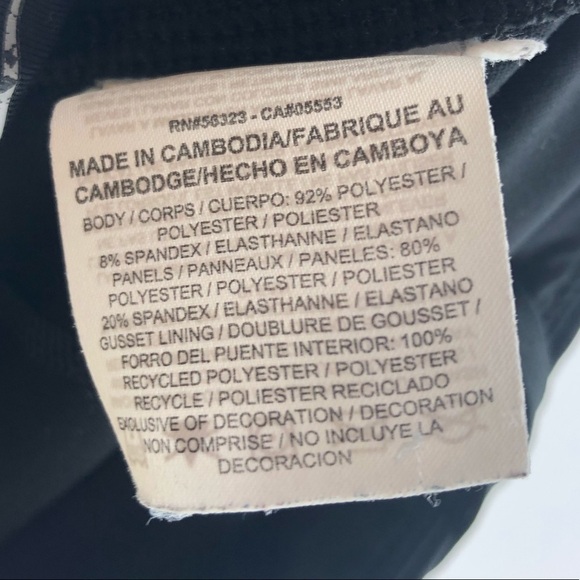 RN#56323 - CA#05553
MADE IN CAMBODIA/FABRIQUE AU
CAMBODGE/HECHO EN CAMBOYA
BODY / CORPS / CUERPO: 92% POLYESTER /
POLYESTER / POLIESTER
8% SPANDEX / ELASTHANNE / ELASTANO
PANELS / PANNEAUX / PANELES: 80%
POLYESTER / POLYESTER / POLIESTER
20% SPANDEX / ELASTHANNE / ELASTANO
GUSSET LINING / DOUBLURE DE GOUSSET /
FORRO DEL PUENTE INTERIOR: 100%
RECYCLED POLYESTER / POLYESTER
RECYCLE / POLIESTER RECICLADO
EXCLUSIVE OF DECORATION / DECORATION
NON COMPRISE / NO INCLUYE LA
DECORACION